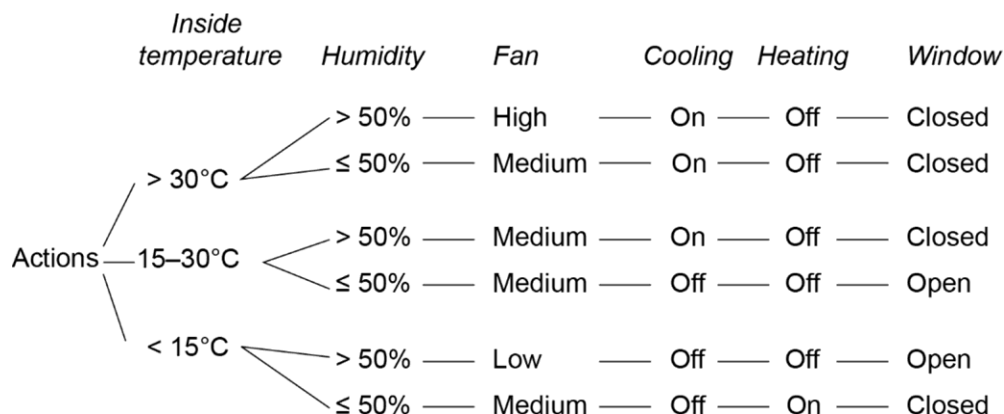 Inside
temperature Humidity Fan Cooling Heating Window
> 50% High On Off Closed
≤ 50% Medium On Off Closed
> 30°C
> 50% Medium On Off Closed
Actions 15–30°C
≤ 50% Medium Off Off Open
< 15°C
> 50% Low Off Off Open
≤ 50% Medium Off On Closed